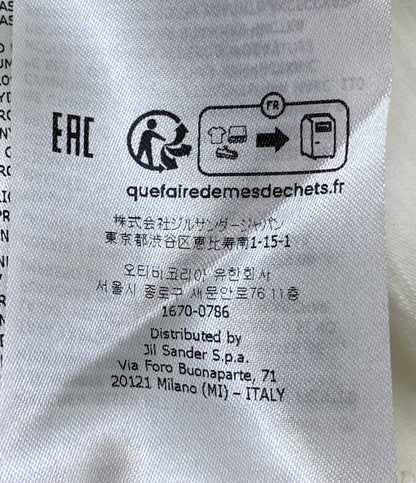 EAC
FR
quefairedemesdechets.fr
株式会社ジルサンダージャパン
東京都渋谷区恵比寿南1-15-1
오티비코리아 유한회사
서울시 종로구 새문안로76 11층
1670-0786
Distributed by
Jil Sander S.p.a.
Via Foro Buonaparte, 71
20121 Milano (MI) – ITALY